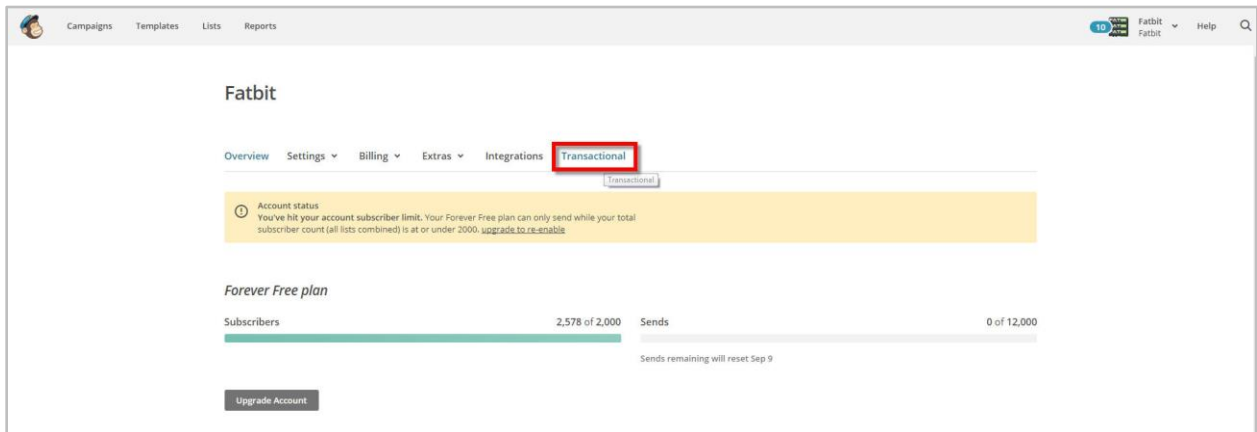 Campaigns Templates Lists Reports
10 Fatbit Help
Fatbit
Fatbit
Overview Settings Billing Extras Integrations Transactional
Transactional
Account status
You've hit your account subscriber limit. Your Forever Free plan can only send while your total
subscriber count (all lists combined) is at or under 2000. upgrade to re-enable
Forever Free plan
Subscribers 2,578 of 2,000 Sends 0 of 12,000
Sends remaining will reset Sep 9
Upgrade Account